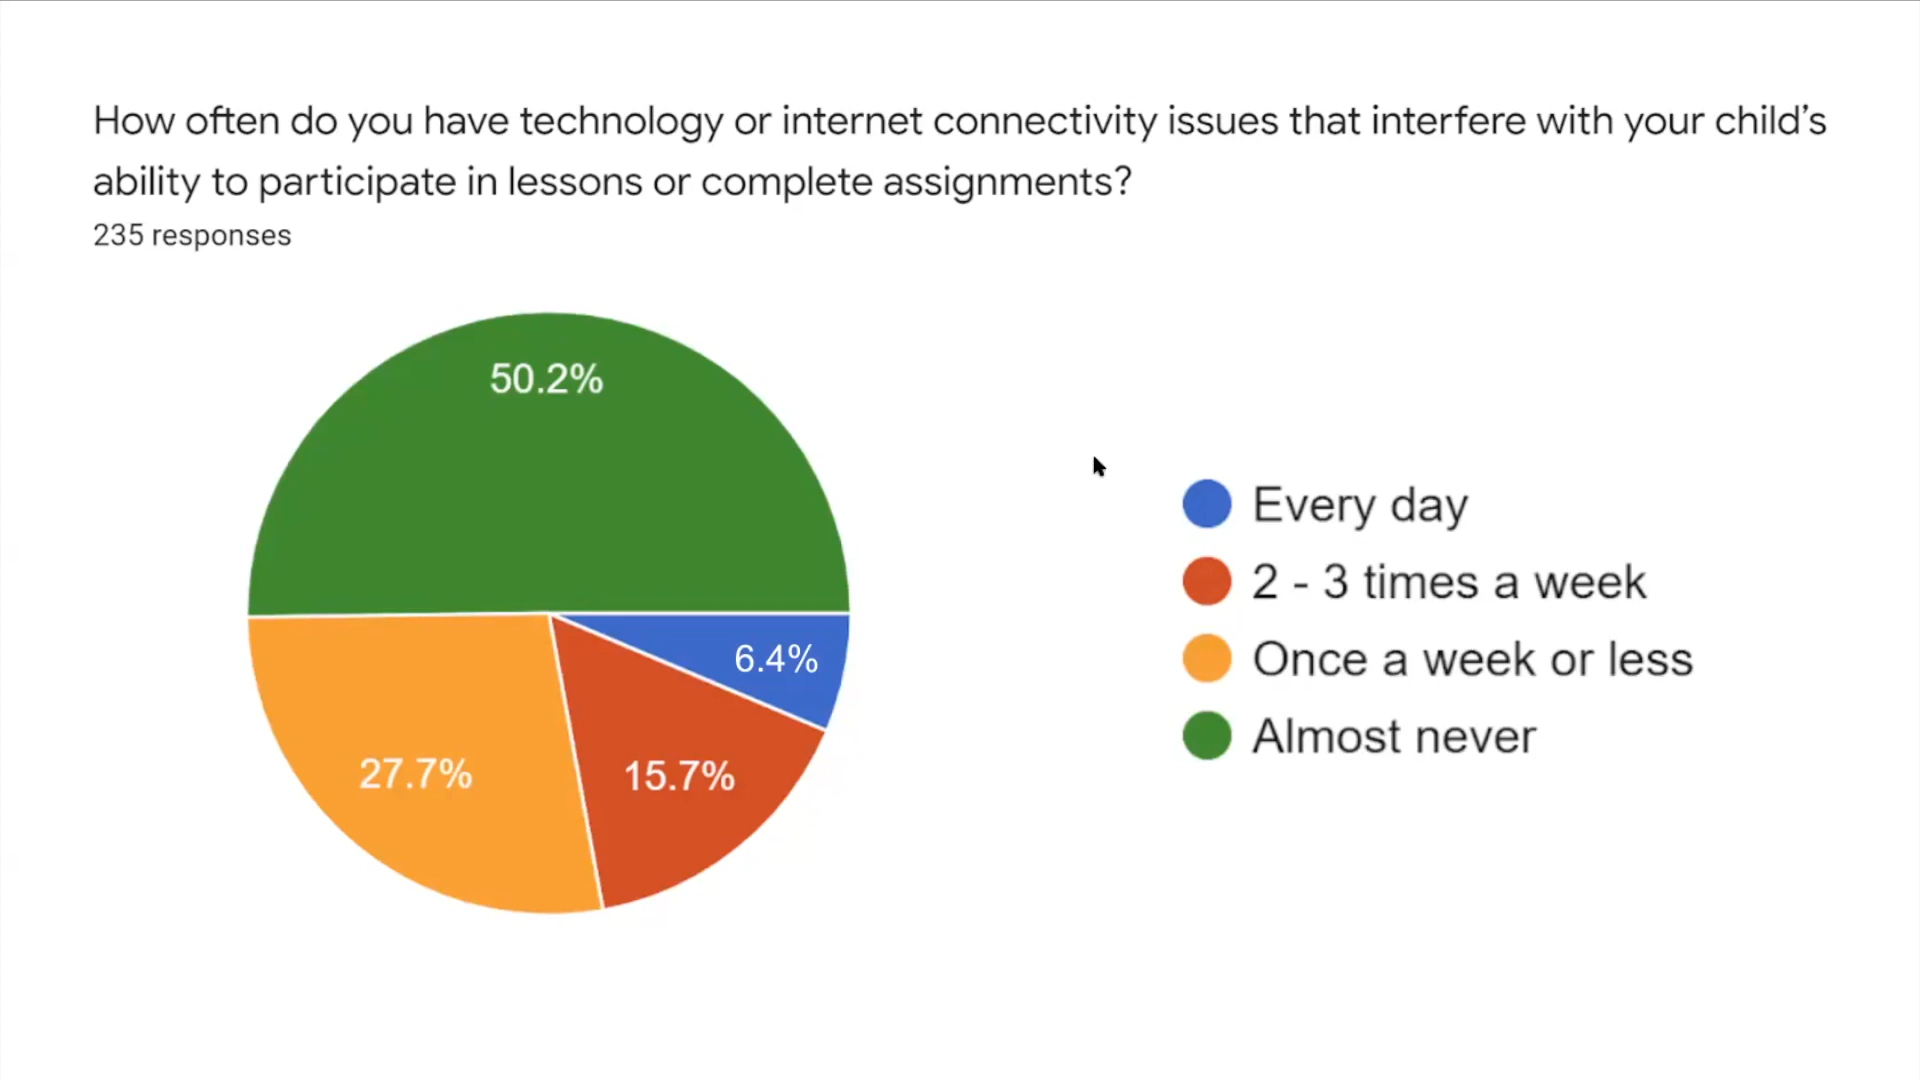 How often do you have technology or internet connectivity issues that interfere with your child’s
ability to participate in lessons or complete assignments?
235 responses
50.2%
6.4%
27.7%
15.7%
Every day
2 - 3 times a week
Once a week or less
Almost never